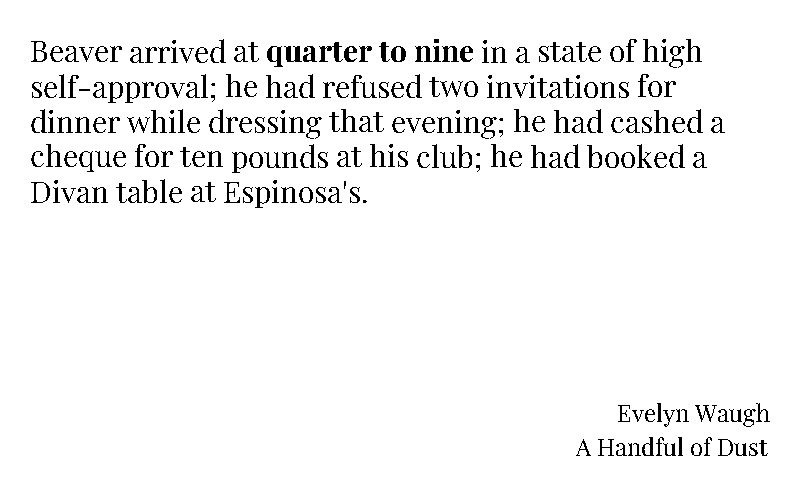 Beaver arrived at quarter to nine in a state of high
self-approval; he had refused two invitations for
dinner while dressing that evening; he had cashed a
cheque for ten pounds at his club; he had booked a
Divan table at Espinosa's.
Evelyn Waugh
A Handful of Dust